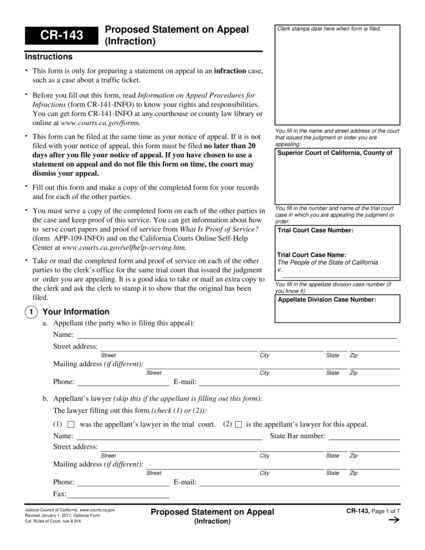 CR-143
Proposed Statement on Appeal
(Infraction)
Clerk stamps date here when form is filed.
Instructions
• This form is only for preparing a statement on appeal in an infraction case,
such as a case about a traffic ticket.
• Before you fill out this form, read Information on Appeal Procedures for
Infractions (form CR-141-INFO) to know your rights and responsibilities.
You can get form CR-141-INFO at any courthouse or county law library or
online at www.courts.ca.gov/forms.
• This form can be filed at the same time as your notice of appeal. If it is not
filed with your notice of appeal, this form must be filed no later than 20
days after you file your notice of appeal. If you have chosen to use a
statement on appeal and do not file this form on time, the court may
dismiss your appeal.
• Fill out this form and make a copy of the completed form for your records
and for each of the other parties.
• You must serve a copy of the completed form on each of the other parties in
the case and keep proof of this service. You can get information about how
to serve court papers and proof of service from What Is Proof of Service?
(form APP-109-INFO) and on the California Courts Online Self-Help
Center at www.courts.ca.gov/selfhelp-serving.htm.
• Take or mail the completed form and proof of service on each of the other
parties to the clerk's office for the same trial court that issued the judgment
or order you are appealing. It is a good idea to take or mail an extra copy to
the clerk and ask the clerk to stamp it to show that the original has been
filed.
You fill in the name and street address of the court
that issued the judgment or order you are
appealing:
Superior Court of California, County of
You fill in the number and name of the trial court
case in which you are appealing the judgment or
order:
Trial Court Case Number:
Trial Court Case Name:
The People of the State of California
v.
You fill in the appellate division case number (if
you know it):
Appellate Division Case Number:
1 Your Information
a. Appellant (the party who is filing this appeal):
Name:
Street address:
Street City State Zip
Mailing address (if different):
Street City State Zip
Phone: E-mail:
b. Appellant's lawyer (skip this if the appellant is filling out this form):
The lawyer filling out this form (check (1) or (2)):
(1) was the appellant's lawyer in the trial court. (2) is the appellant's lawyer for this appeal.
Name: State Bar number:
Street address:
Street City State Zip
Mailing address (if different):
Street City State Zip
Phone: E-mail:
Fax:
Judicial Council of California, www.courts.ca.gov
Revised January 1, 2017, Optional Form
Cal. Rules of Court, rule 8.916
Proposed Statement on Appeal
(Infraction)
CR-143, Page 1 of 7